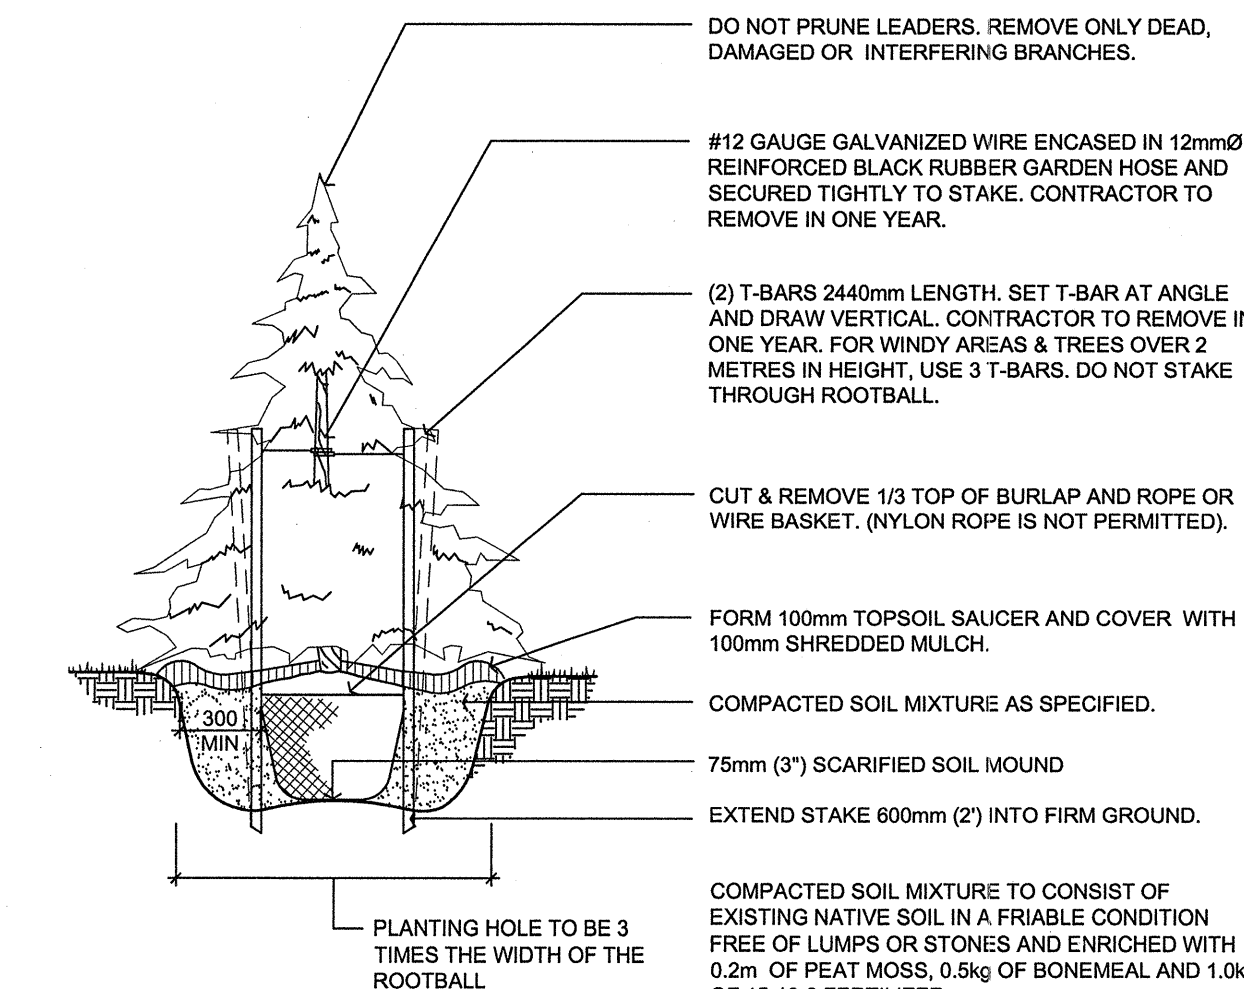 DO NOT PRUNE LEADERS. REMOVE ONLY DEAD,
DAMAGED OR INTERFERING BRANCHES.
#12 GAUGE GALVANIZED WIRE ENCASED IN 12mmØ
REINFORCED BLACK RUBBER GARDEN HOSE AND
SECURED TIGHTLY TO STAKE. CONTRACTOR TO
REMOVE IN ONE YEAR.
(2) T-BARS 2440mm LENGTH. SET T-BAR AT ANGLE
AND DRAW VERTICAL. CONTRACTOR TO REMOVE
ONE YEAR. FOR WINDY AREAS & TREES OVER 2
METRES IN HEIGHT, USE 3 T-BARS. DO NOT STAKE
THROUGH ROOTBALL.
CUT & REMOVE 1/3 TOP OF BURLAP AND ROPE OR
WIRE BASKET. (NYLON ROPE IS NOT PERMITTED).
FORM 100mm TOPSOIL SAUCER AND COVER WITH
100mm SHREDDED MULCH.
COMPACTED SOIL MIXTURE AS SPECIFIED.
300
MIN
75mm (3") SCARIFIED SOIL MOUND
EXTEND STAKE 600mm (2') INTO FIRM GROUND.
PLANTING HOLE TO BE 3
TIMES THE WIDTH OF THE
ROOTBALL
COMPACTED SOIL MIXTURE TO CONSIST OF
EXISTING NATIVE SOIL IN A FRIABLE CONDITION
FREE OF LUMPS OR STONES AND ENRICHED WITH
0.2m OF PEAT MOSS, 0.5kg OF BONEMEAL AND 1.0k